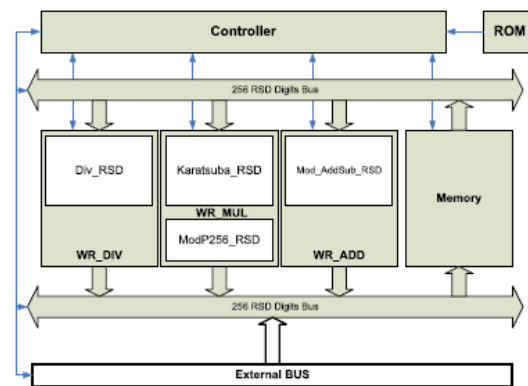 Controller
ROM
256 RSD Digits Bus
Div_RSD
Karatsuba_RSD
Mod_AddSub_RSD
Memory
WR_MUL
ModP256_RSD
WR_DIV
WR_ADD
256 RSD Digits Bus
External BUS